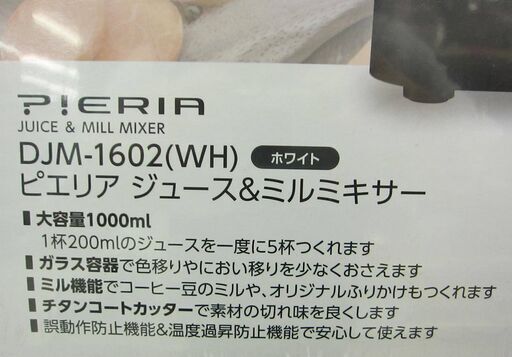 PIERIA
JUICE & MILL MIXER
DJM-1602(WH) ホワイト
ピエリア ジュース&ミルミキサー
大容量1000ml
1杯200mlのジュースを一度に5杯つくれます
ガラス容器で色移りやにおい移りを少なくおさえます
ミル機能でコーヒー豆のミルや、オリジナルふりかけもつくれます
チタンコートカッターで素材の切れ味を良くします
誤動作防止機能&温度過昇防止機能で安心して使えます